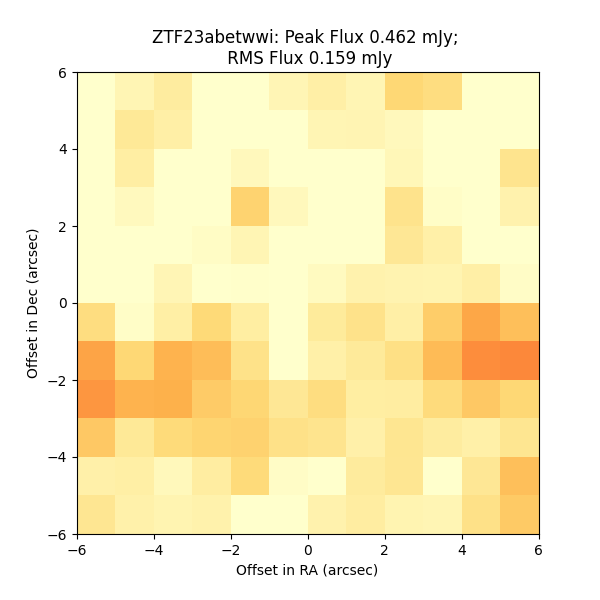 ZTF23abetwwi: Peak Flux 0.462 mJy;
RMS Flux 0.159 mJy
6
4
2
0
−2
−4
−6
Offset in Dec (arcsec)
−6 −4 −2 0 2 4 6
Offset in RA (arcsec)